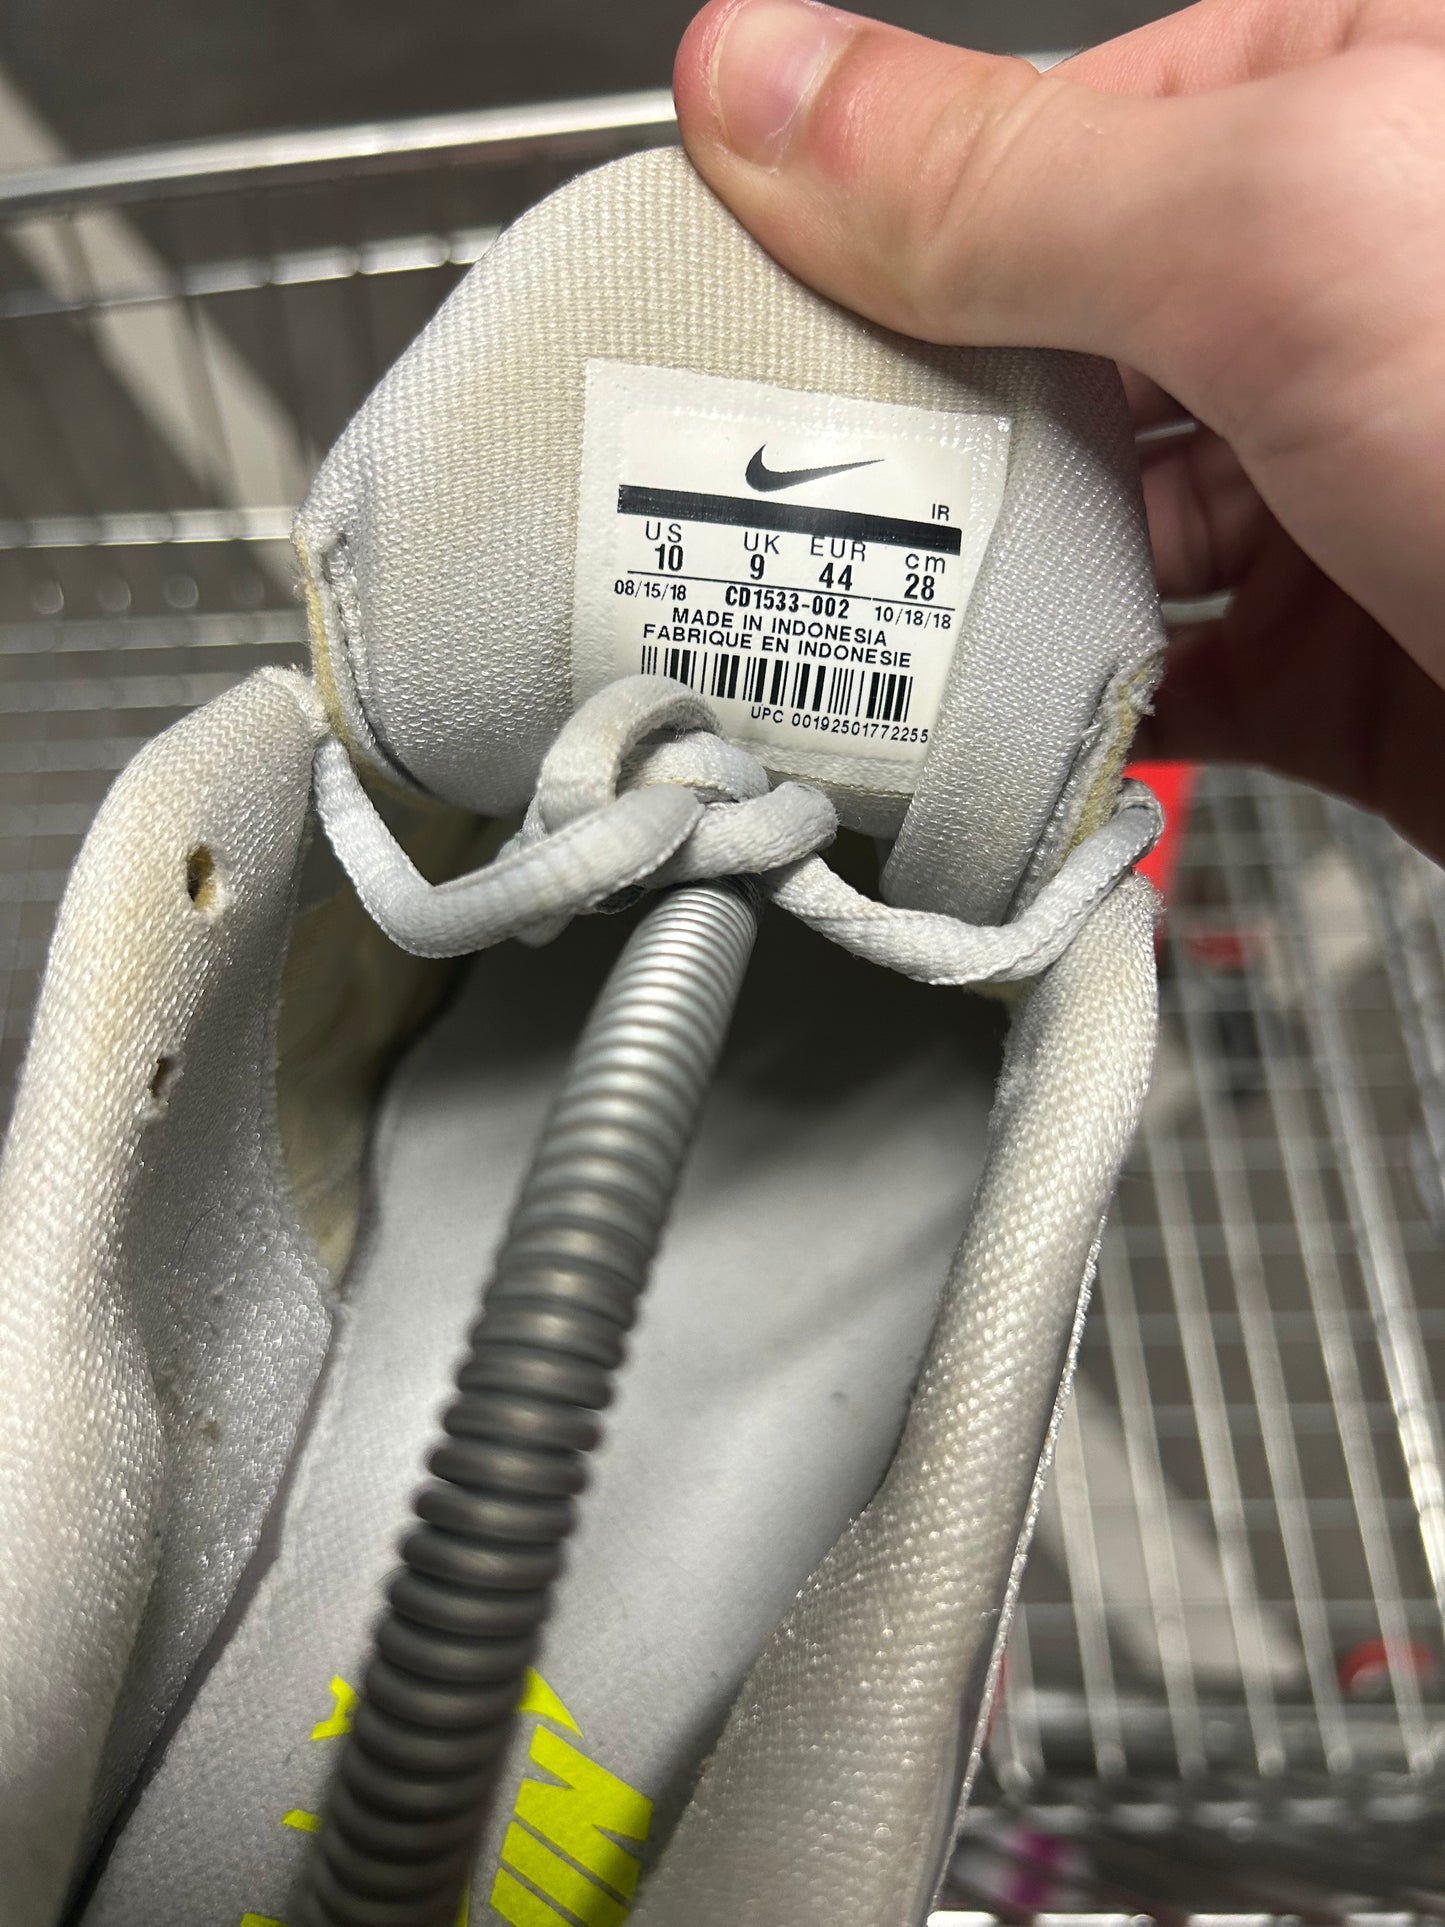 IR
US UK EUR cm
10 9 44 28
08/15/18 CD1533-002 10/18/18
MADE IN INDONESIA
FABRIQUE EN INDONESIE
UPC 00192501772255